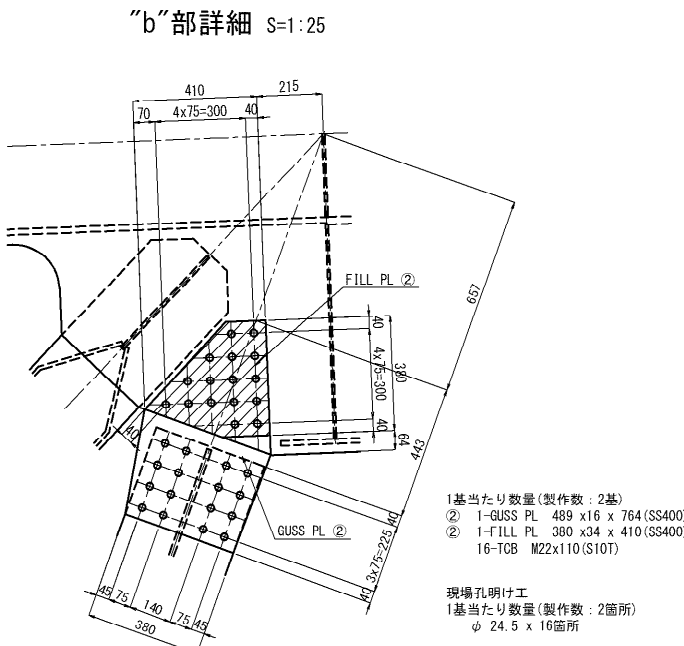 "b"部詳細 S=1:25
410
215
70
4x75=300
40
FILL PL ②
657
40
4x75=300
380
40
64
443
40
GUSS PL ②
40
3x75=225
40
45
75
140
75
45
380
1基当たり数量(製作数:2基)
② 1-GUSS PL 489 x16 x 764(SS400)
② 1-FILL PL 380 x34 x 410(SS400)
16-TCB M22x110(S10T)
現場孔明け工
1基当たり数量(製作数:2箇所)
φ 24.5 x 16箇所